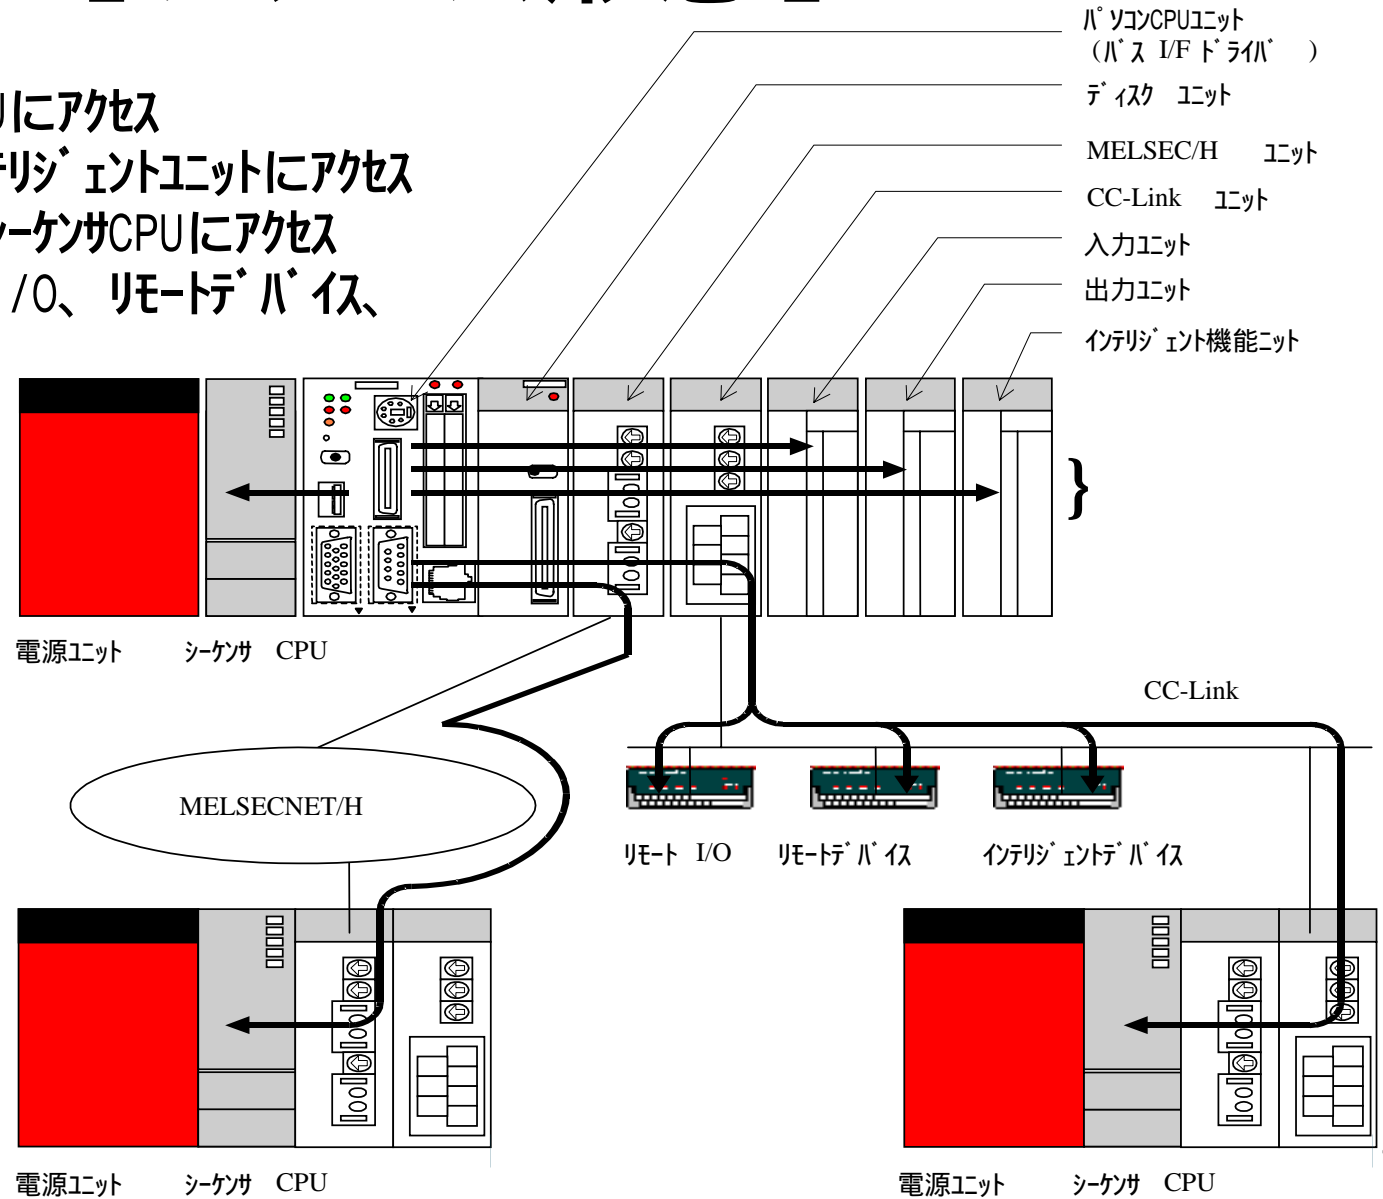 パソコンCPUユニット
(バス I/F ドライバ )
ディスク ユニット
MELSEC/H ユニット
CC-Link ユニット
入力ユニット
出力ユニット
インテリジェント機能ニット
Uにアクセス
テリジェントユニットにアクセス
シーケンサCPUにアクセス
/O、リモートデバイス、
}
電源ユニット シーケンサ CPU
CC-Link
MELSECNET/H
リモート I/O リモートデバイス インテリジェントデバイス
電源ユニット シーケンサ CPU
電源ユニット シーケンサ CPU